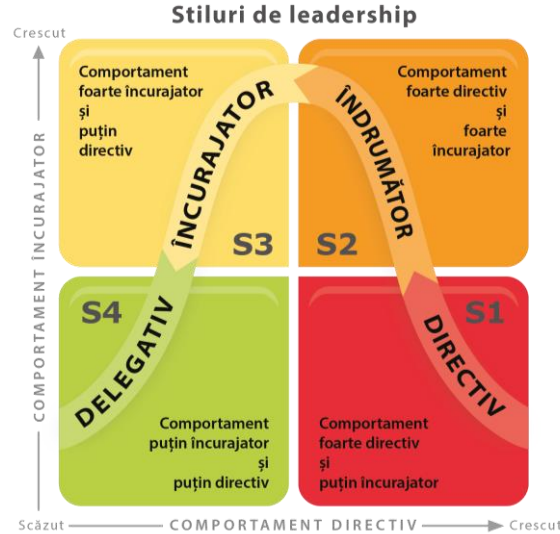 Stiluri de leadership
Crescut
COMPORTAMENT ÎNCURAJATOR
Comportament
foarte încurajator
și
puțin
directiv
ÎNCURAJATOR
S3
Comportament
foarte directiv
și
foarte
încurajator
ÎNDRUMĂTOR
S2
S4
DELEGATIV
Comportament
puțin încurajator
și
puțin directiv
S1
DIRECTIV
Comportament
foarte directiv
și
puțin încurajator
Scăzut
COMPORTAMENT DIRECTIV
Crescut